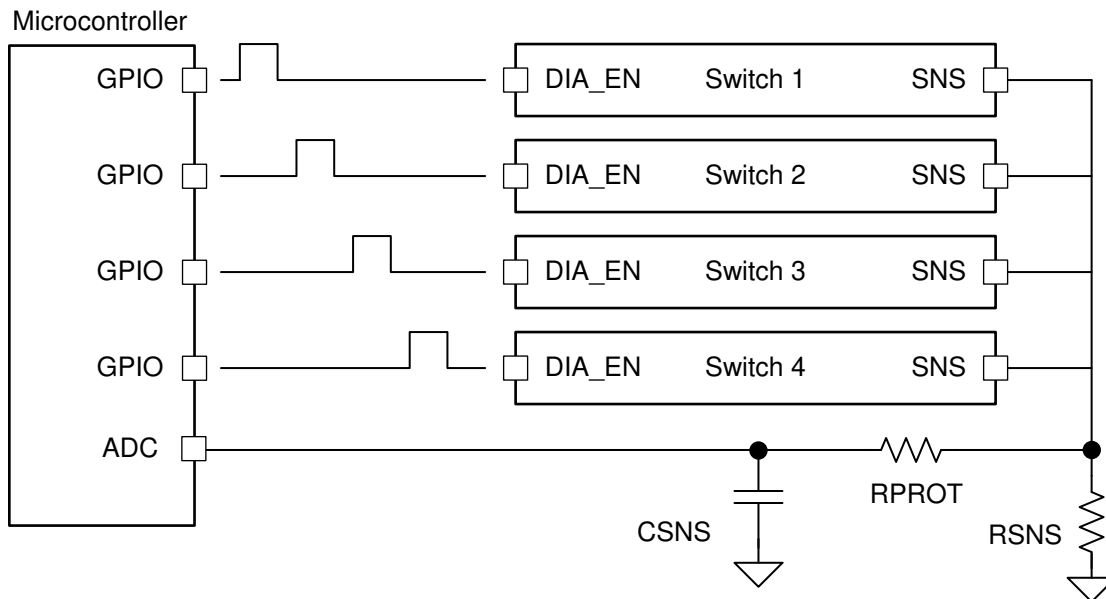 Microcontroller
GPIO DIA_EN Switch 1 SNS
GPIO DIA_EN Switch 2 SNS
GPIO DIA_EN Switch 3 SNS
GPIO DIA_EN Switch 4 SNS
ADC
RPROT
CSNS RSNS